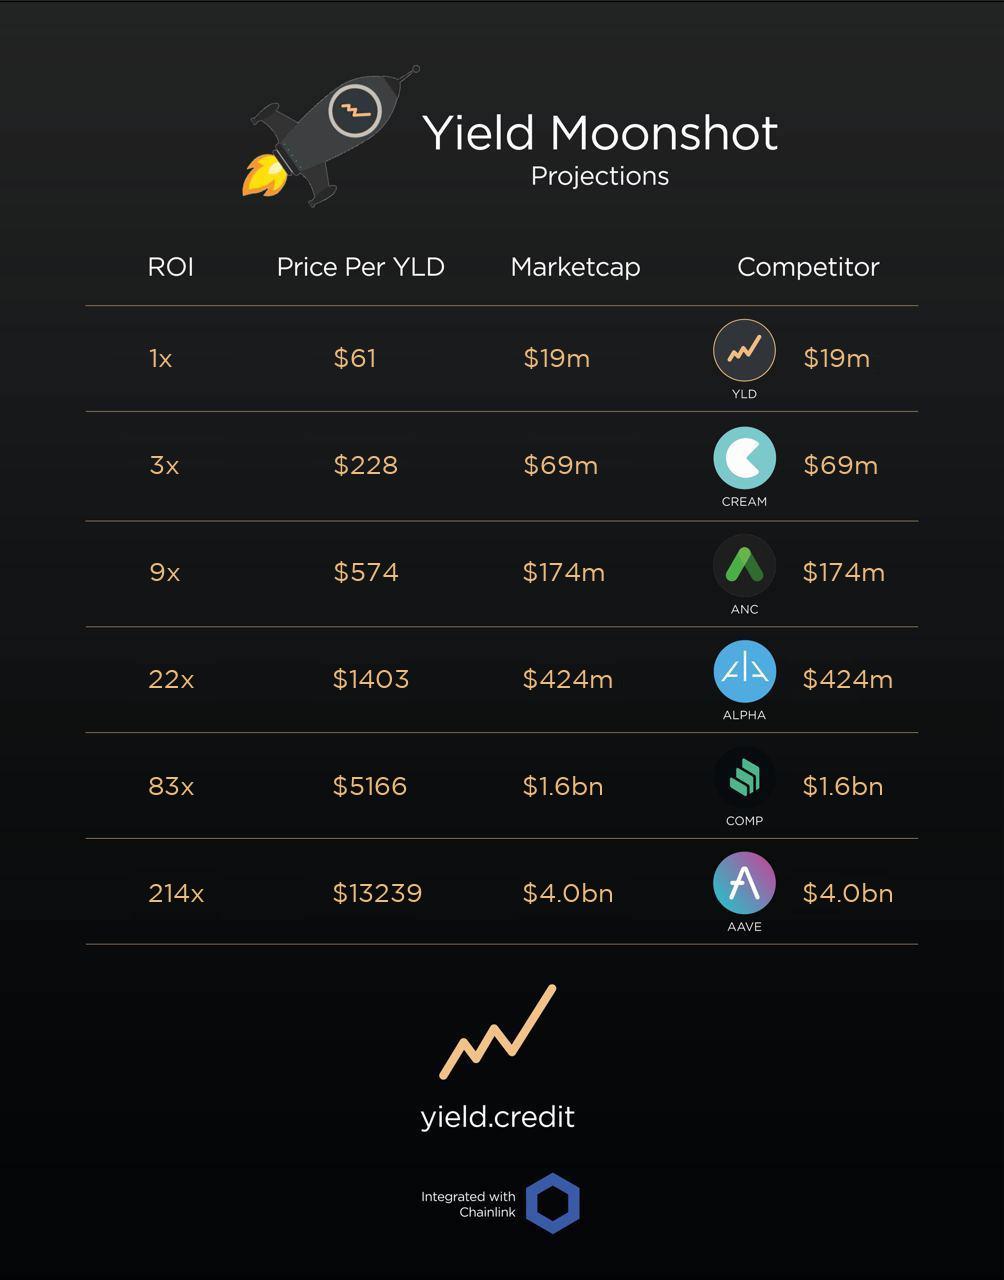 Yield Moonshot
Projections
ROI Price Per YLD Marketcap Competitor
1x $61 $19m $19m
YLD
3x $228 $69m $69m
CREAM
9x $574 $174m $174m
ANC
22x $1403 $424m $424m
ALPHA
83x $5166 $1.6bn $1.6bn
COMP
214x $13239 $4.0bn $4.0bn
AAVE
yield.credit
Integrated with
Chainlink